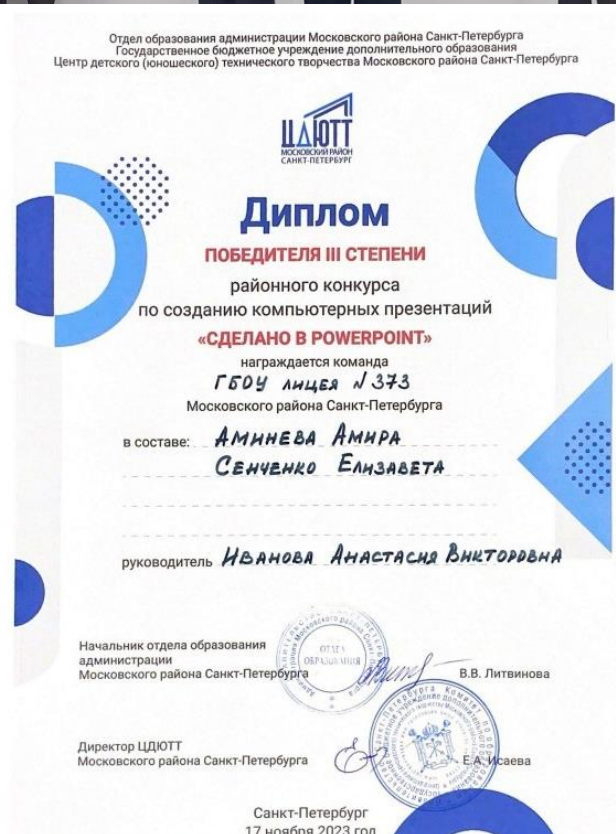 Отдел образования администрации Московского района Санкт-Петербурга
Государственное бюджетное учреждение дополнительного образования
Центр детского (юношеского) технического творчества Московского района Санкт-Петербурга
ЦДЮТТ
МОСКОВСКИЙ РАЙОН
САНКТ-ПЕТЕРБУРГ
Диплом
ПОБЕДИТЕЛЯ III СТЕПЕНИ
районного конкурса
по созданию компьютерных презентаций
«СДЕЛАНО В POWERPOINT»
награждается команда
ГБОУ лицея №373
Московского района Санкт-Петербурга
в составе: Аминева Амира
Сенченко Елизавета
руководитель Иванова Анастасия Викторовна
Начальник отдела образования
администрации
Московского района Санкт-Петербурга
В.В. Литвинова
ОТДЕЛ
ОБРАЗОВАНИЯ
Директор ЦДЮТТ
Московского района Санкт-Петербурга
Е.А. Исаева
Санкт-Петербург
17 ноября 2023 год